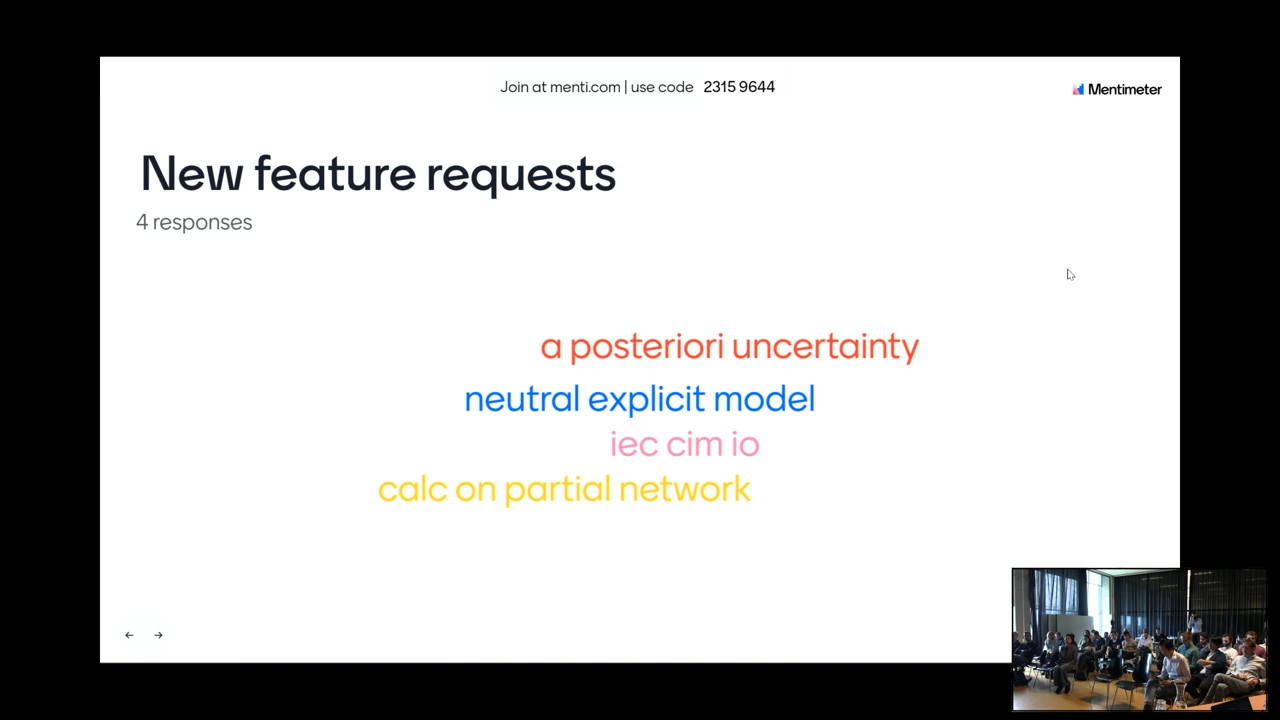 Join at menti.com | use code 2315 9644
Mentimeter
New feature requests
4 responses
a posteriori uncertainty
neutral explicit model
iec cim io
calc on partial network